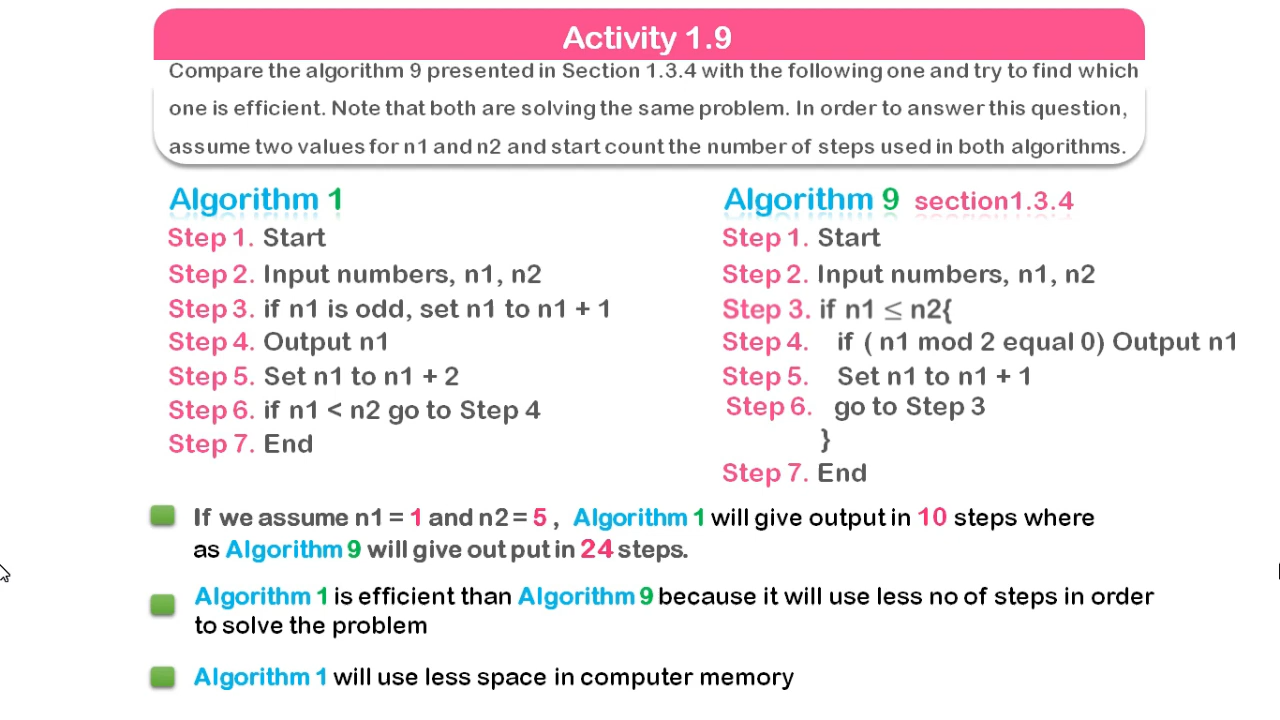 Activity 1.9
Compare the algorithm 9 presented in Section 1.3.4 with the following one and try to find which
one is efficient. Note that both are solving the same problem. In order to answer this question,
assume two values for n1 and n2 and start count the number of steps used in both algorithms.
Algorithm 1
Step 1. Start
Step 2. Input numbers, n1, n2
Step 3. if n1 is odd, set n1 to n1 + 1
Step 4. Output n1
Step 5. Set n1 to n1 + 2
Step 6. if n1 < n2 go to Step 4
Step 7. End
Algorithm 9 section1.3.4
Step 1. Start
Step 2. Input numbers, n1, n2
Step 3. if n1 ≤ n2{
Step 4. if ( n1 mod 2 equal 0) Output n1
Step 5. Set n1 to n1 + 1
Step 6. go to Step 3
}
Step 7. End
If we assume n1 = 1 and n2 = 5 , Algorithm 1 will give output in 10 steps where
as Algorithm 9 will give out put in 24 steps.
Algorithm 1 is efficient than Algorithm 9 because it will use less no of steps in order
to solve the problem
Algorithm 1 will use less space in computer memory